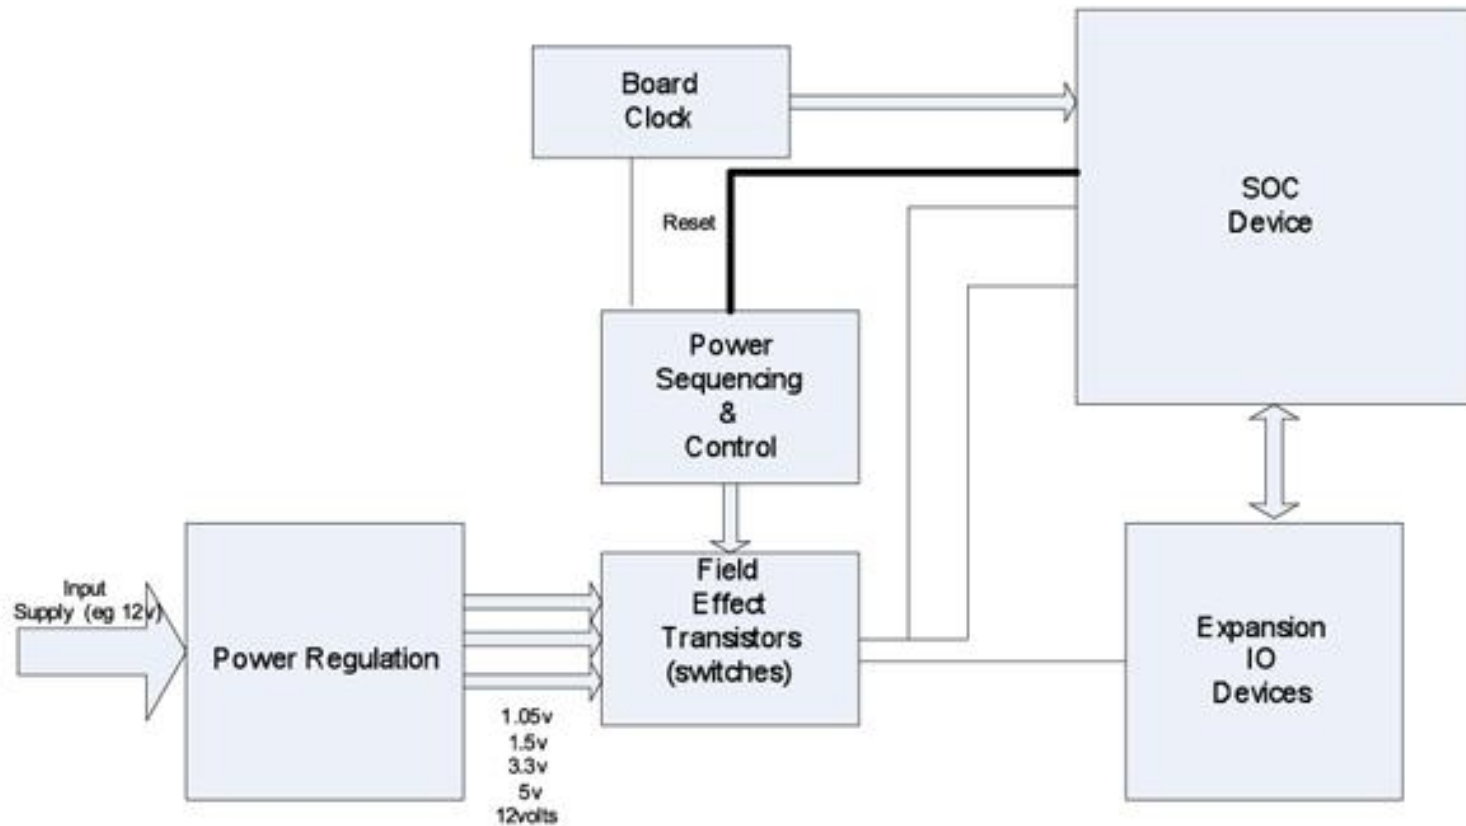 Board
Clock
SOC
Device
Reset
Power
Sequencing
&
Control
Input
Supply (eg 12v)
Power Regulation
Field
Effect
Transistors
(switches)
Expansion
IO
Devices
1.05v
1.5v
3.3v
5v
12volts